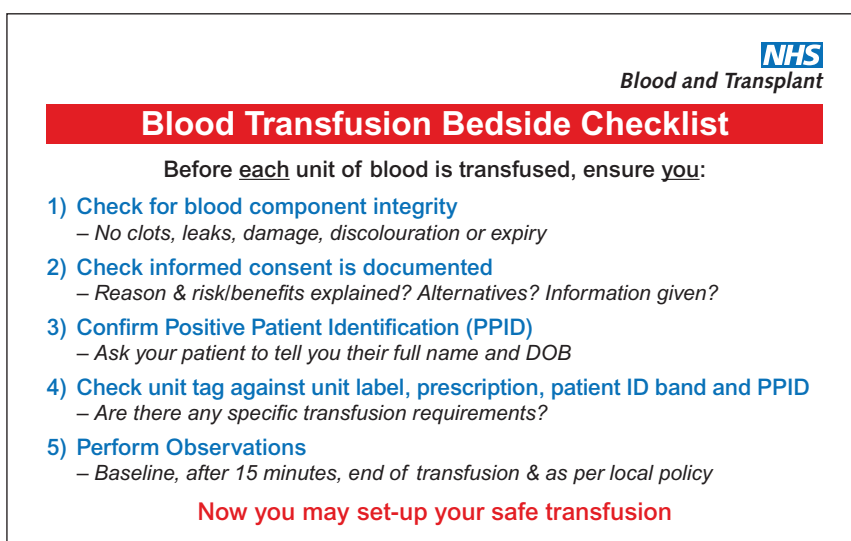 NHS
Blood and Transplant
Blood Transfusion Bedside Checklist
Before each unit of blood is transfused, ensure you:
1) Check for blood component integrity
– No clots, leaks, damage, discolouration or expiry
2) Check informed consent is documented
– Reason & risk/benefits explained? Alternatives? Information given?
3) Confirm Positive Patient Identification (PPID)
– Ask your patient to tell you their full name and DOB
4) Check unit tag against unit label, prescription, patient ID band and PPID
– Are there any specific transfusion requirements?
5) Perform Observations
– Baseline, after 15 minutes, end of transfusion & as per local policy
Now you may set-up your safe transfusion